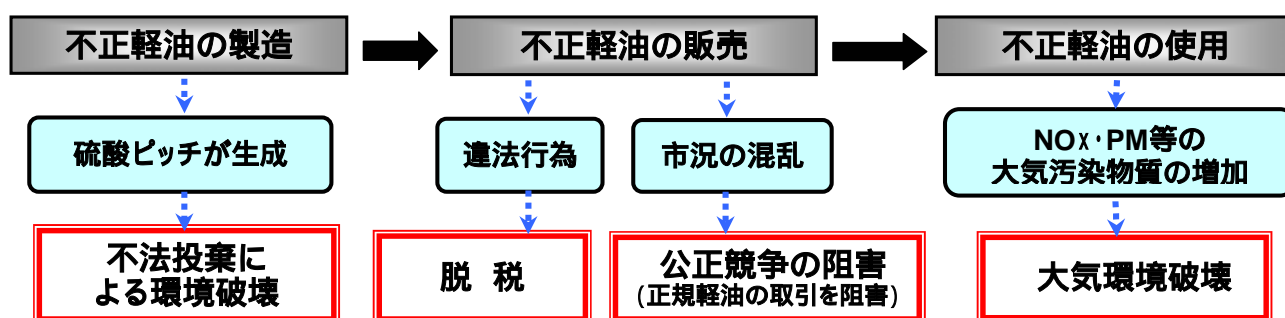 不正軽油の製造
不正軽油の販売
不正軽油の使用
硫酸ピッチが生成
違法行為
市況の混乱
NOx・PM等の
大気汚染物質の増加
不法投棄に
よる環境破壊
脱 税
公正競争の阻害
(正規軽油の取引を阻害)
大気環境破壊